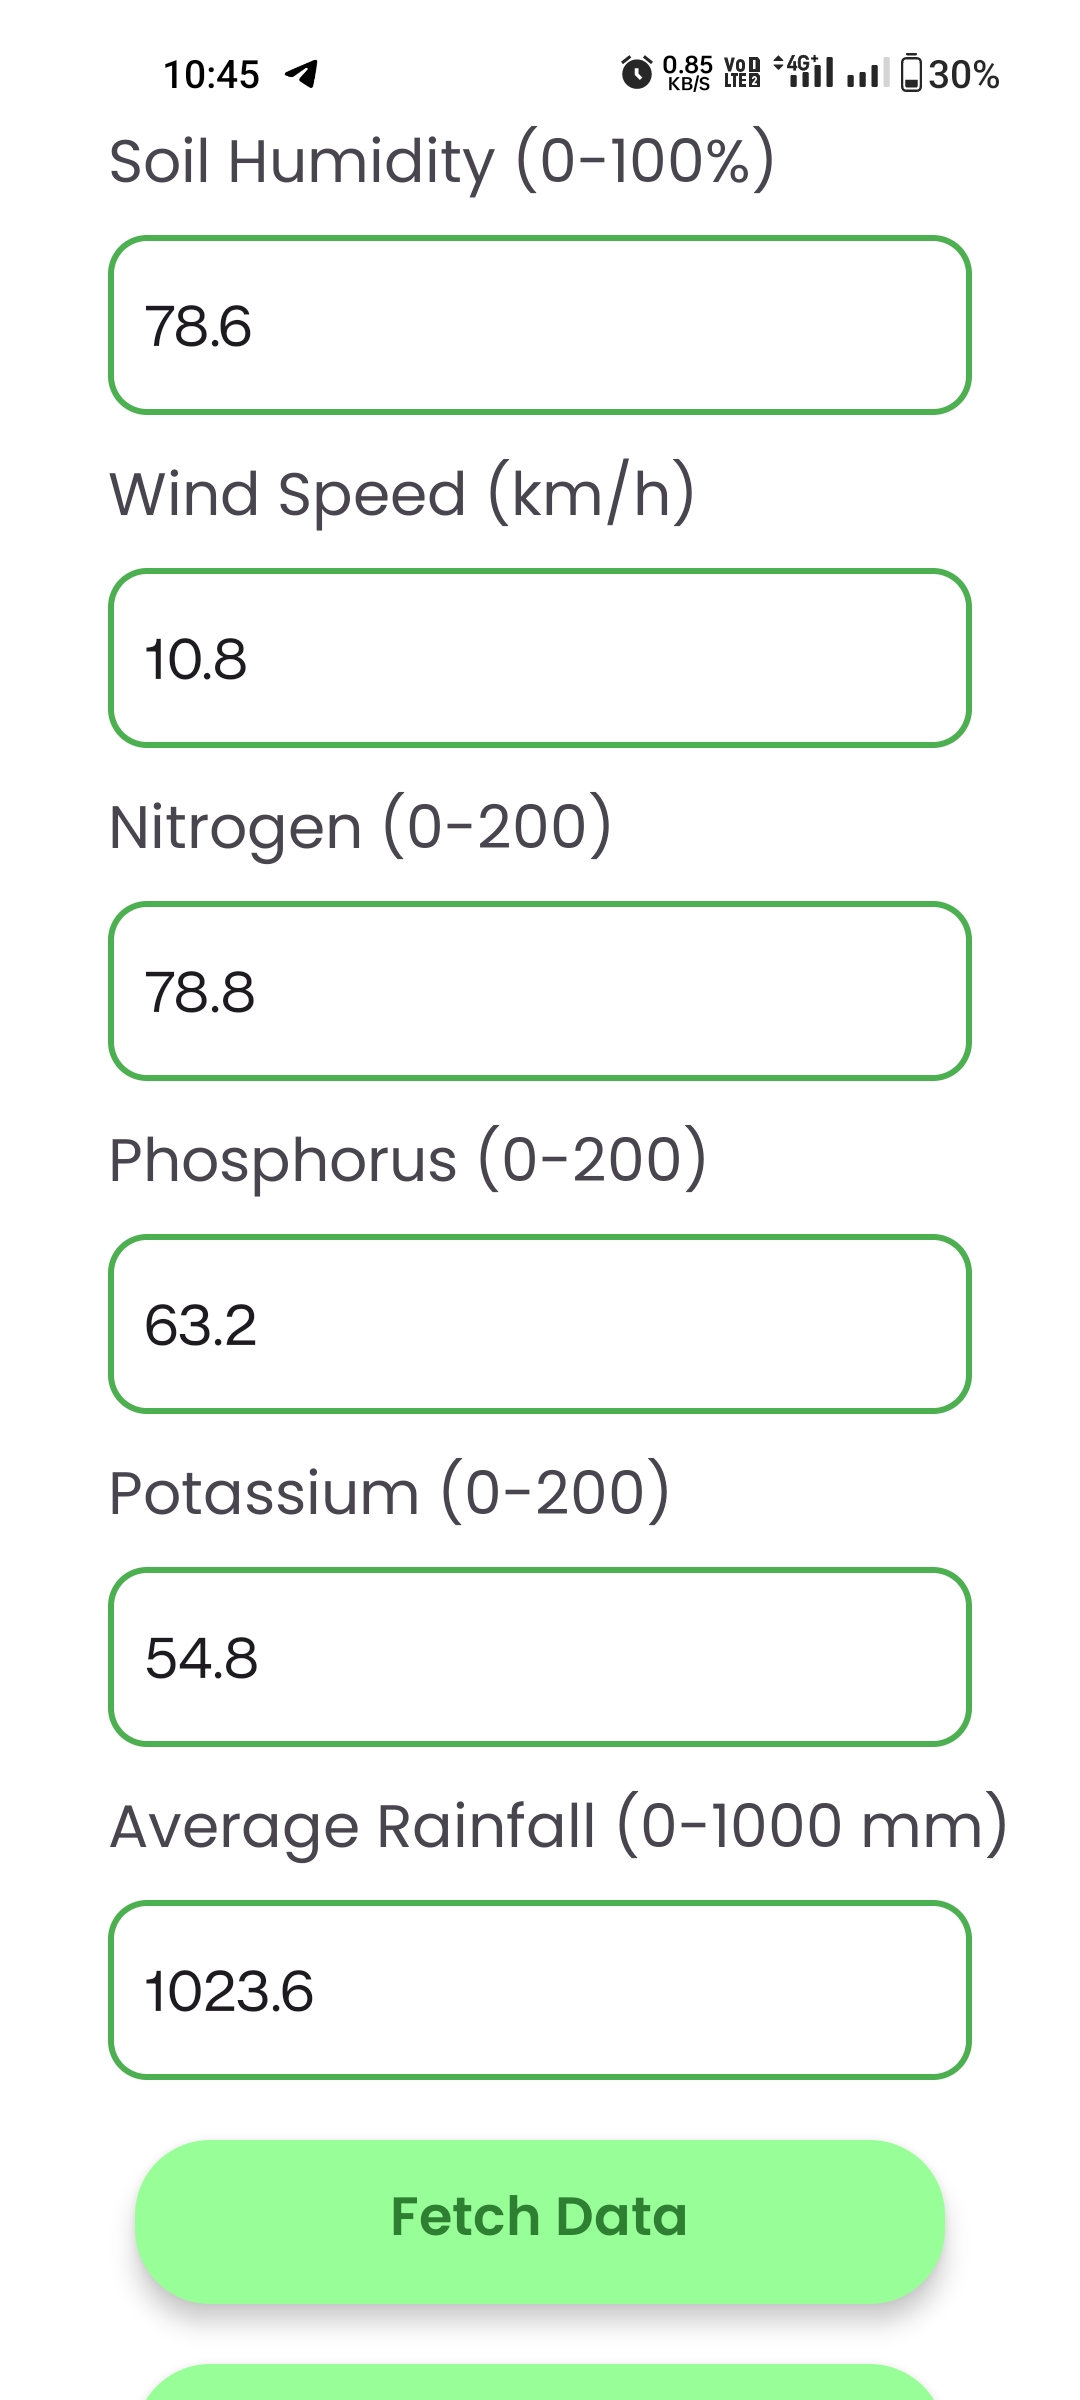 10:45 0.85 KB/S VoLTE 1 2 4G+ 30%
Soil Humidity (0-100%)
78.6
Wind Speed (km/h)
10.8
Nitrogen (0-200)
78.8
Phosphorus (0-200)
63.2
Potassium (0-200)
54.8
Average Rainfall (0-1000 mm)
1023.6
Fetch Data